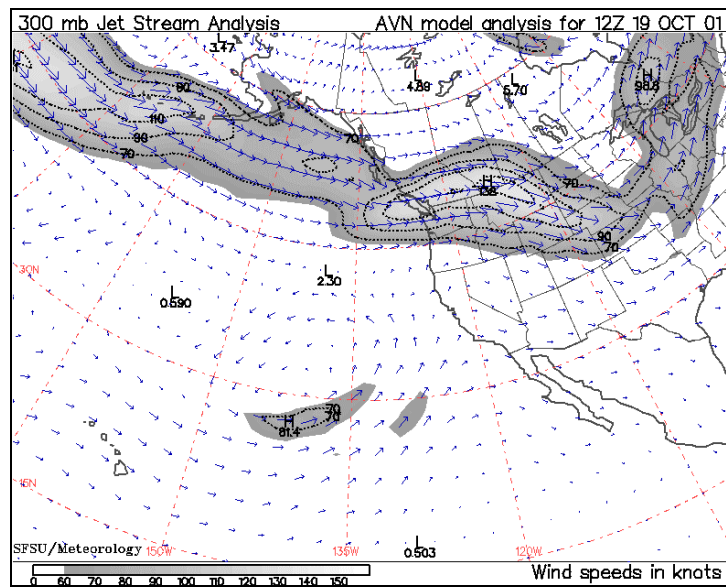 300 mb Jet Stream Analysis AVN model analysis for 12Z 19 OCT 01
L
3.47
L
4.89
L
5.70
H
98.8
90
110
90
70
70
H
138
70
90
70
30N
L
2.30
L
0.590
70
70
H
81.4
15N
L
0.503
SFSU/Meteorology
150W
135W
120W
0 60 70 80 90 100 110 120 130 140 150
Wind speeds in knots